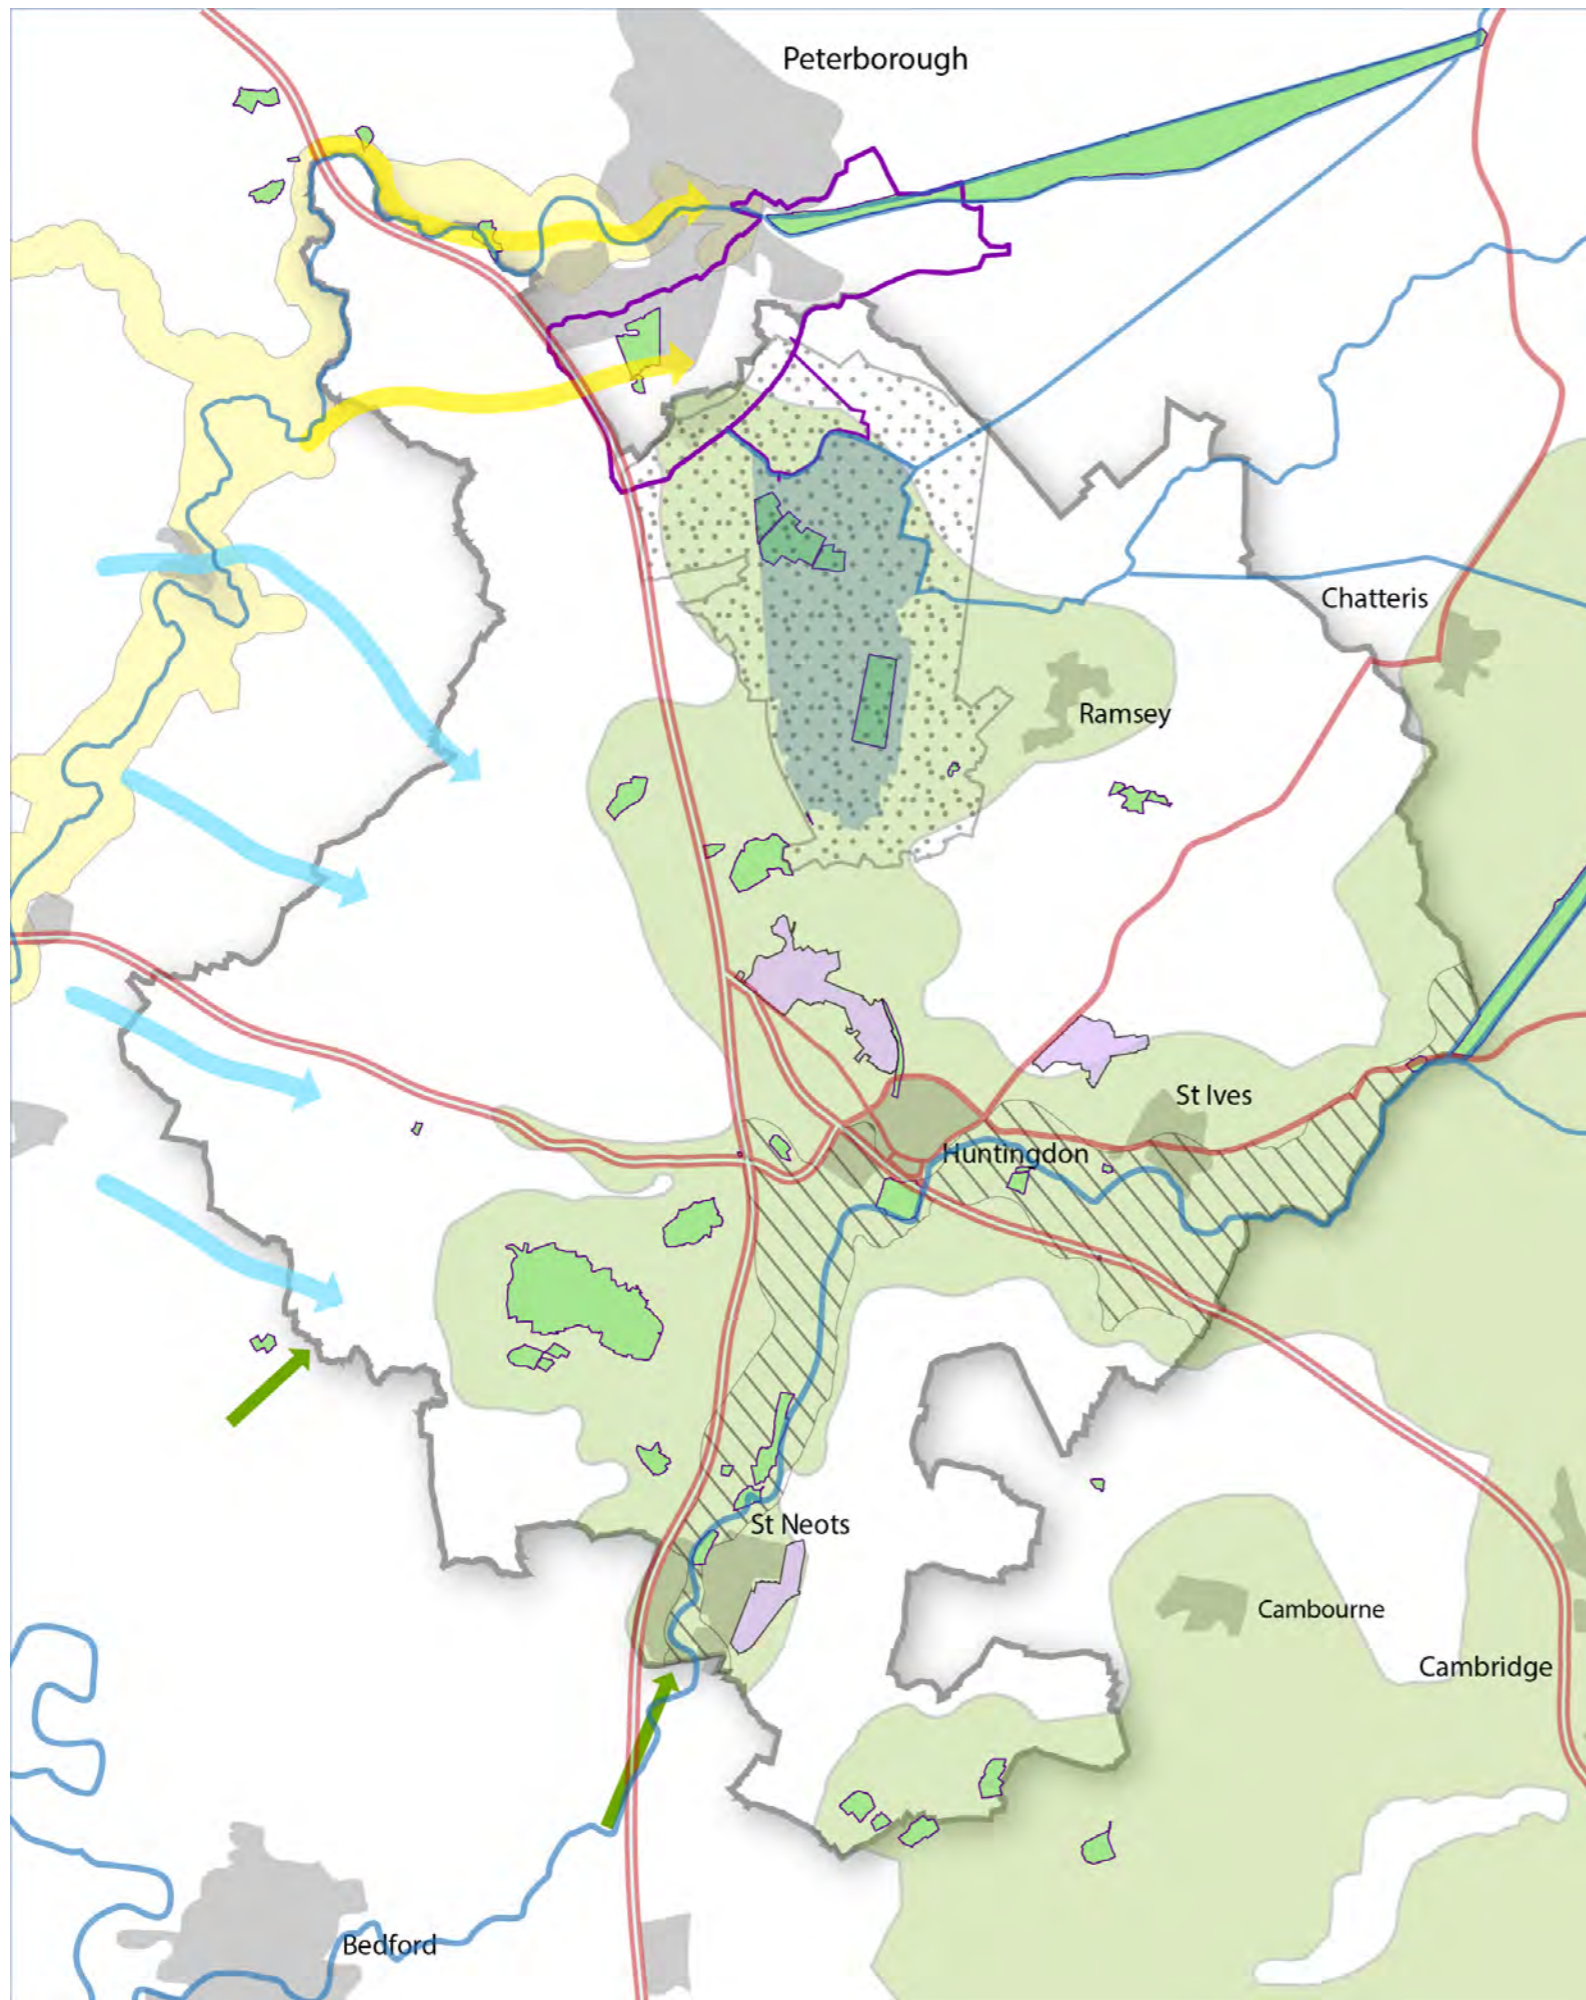 Peterborough
Chatteris
Ramsey
St Ives
Huntingdon
St Neots
Cambourne
Cambridge
Bedford